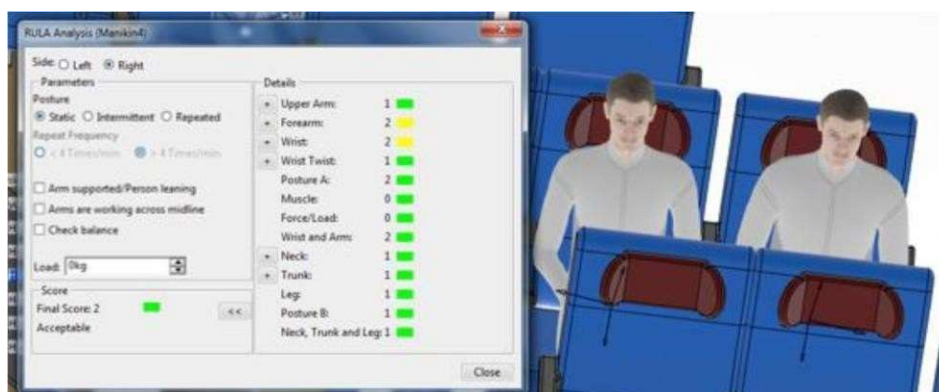 RULA Analysis (Manikin4)
Side: Left Right
Parameters
Posture
Static Intermittent Repeated
Repeat Frequency
< 4 Times/min > 4 Times/min
Arm supported/Person leaning
Arms are working across midline
Check balance
Load: 0kg
Score
Final Score: 2
<<
Acceptable
Details
+ Upper Arm: 1
+ Forearm: 2
+ Wrist: 2
+ Wrist Twist: 1
Posture A: 2
Muscle: 0
Force/Load: 0
Wrist and Arm: 2
+ Neck: 1
+ Trunk: 1
Leg: 1
Posture B: 1
Neck, Trunk and Leg: 1
Close